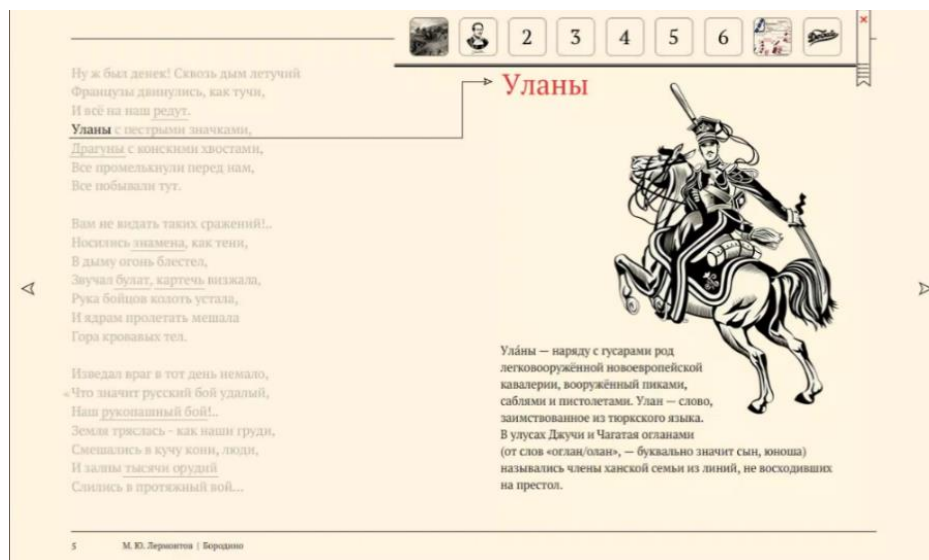 2
3
4
5
6
Ну ж был денек! Сквозь дым летучий
Французы двинулись, как тучи,
И всё на наш редут.
Уланы с пестрыми значками,
Драгуны с конскими хвостами,
Все промелькнули перед нам,
Все побывали тут.
Вам не видать таких сражений!..
Носились знамена, как тени,
В дыму огонь блестел,
Звучал булат, картечь визжала,
Рука бойцов колоть устала,
И ядрам пролетать мешала
Гора кровавых тел.
Изведал враг в тот день немало,
Что значит русский бой удалый,
Наш рукопашный бой!..
Земля тряслась - как наши груди,
Смешались в кучу кони, люди,
И залпы тысячи орудий
Слились в протяжный вой...
Уланы
Ула́ны — наряду с гусарами род
легковооружённой новоевропейской
кавалерии, вооружённый пиками,
саблями и пистолетами. Улан — слово,
заимствованное из тюркского языка.
В улусах Джучи и Чагатая огланами
(от слов «оглан/олан», — буквально значит сын, юноша)
назывались члены ханской семьи из линий, не восходивших
на престол.
5 М. Ю. Лермонтов | Бородино